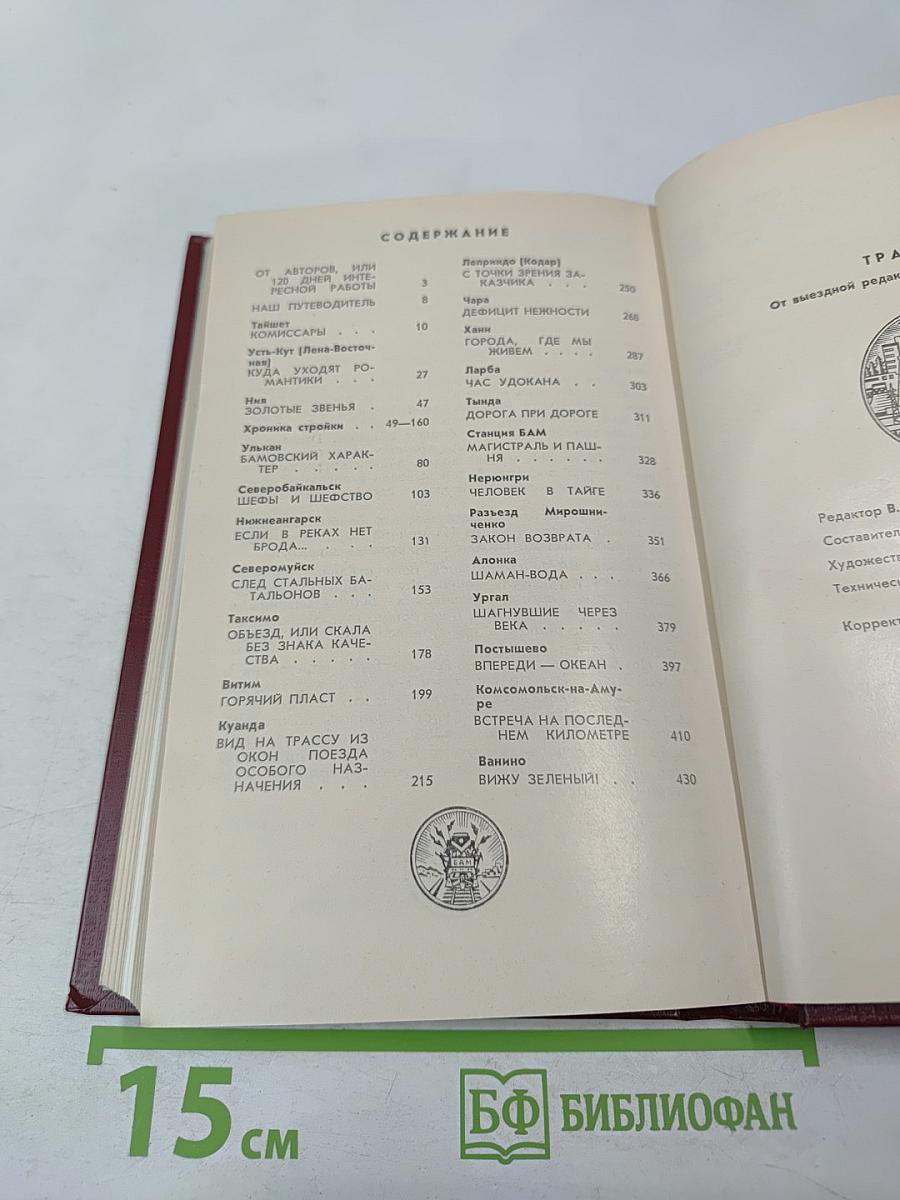 СОДЕРЖАНИЕ
ОТ АВТОРОВ, ИЛИ
120 ДНЕЙ ИНТЕ-
РЕСНОЙ РАБОТЫ 3
НАШ ПУТЕВОДИТЕЛЬ 8
Тайшет
КОМИССАРЫ . . . 10
Усть-Кут (Лена-Восточ-
ная)
КУДА УХОДЯТ РО-
МАНТИКИ . . . 27
Ния
ЗОЛОТЫЕ ЗВЕНЬЯ . 47
Хроника стройки . . 49—160
Улькан
БАМОВСКИЙ ХАРАК-
ТЕР . . . . . 80
Северобайкальск
ШЕФЫ И ШЕФСТВО 103
Нижнеангарск
ЕСЛИ В РЕКАХ НЕТ
БРОДА... . . . 131
Северомуйск
СЛЕД СТАЛЬНЫХ БА-
ТАЛЬОНОВ . . . 153
Таксимо
ОБЪЕЗД, ИЛИ СКАЛА
БЕЗ ЗНАКА КАЧЕ-
СТВА . . . . . 178
Витим
ГОРЯЧИЙ ПЛАСТ . . 199
Куанда
ВИД НА ТРАССУ ИЗ
ОКОН ПОЕЗДА
ОСОБОГО НАЗ-
НАЧЕНИЯ . . . 215
Леприндо (Кодар)
С ТОЧКИ ЗРЕНИЯ ЗА-
КАЗЧИКА . . . 250
Чара
ДЕФИЦИТ НЕЖНОСТИ 268
Хани
ГОРОДА, ГДЕ МЫ
ЖИВЕМ . . . . 287
Ларба
ЧАС УДОКАНА . . 303
Тында
ДОРОГА ПРИ ДОРОГЕ 311
Станция БАМ
МАГИСТРАЛЬ И ПАШ-
НЯ . . . . . . 328
Нерюнгри
ЧЕЛОВЕК В ТАЙГЕ 336
Разъезд Мирошни-
ченко
ЗАКОН ВОЗВРАТА . 351
Алонка
ШАМАН-ВОДА . . . 366
Ургал
ШАГНУВШИЕ ЧЕРЕЗ
ВЕКА . . . . . 379
Постышево
ВПЕРЕДИ — ОКЕАН . 397
Комсомольск-на-Аму-
ре
ВСТРЕЧА НА ПОСЛЕД-
НЕМ КИЛОМЕТРЕ 410
Ванино
ВИЖУ ЗЕЛЕНЫЙ! . . 430
БАМ
ТРА
От выездной редак
Редактор В.
Составител
Художеств
Техничес
Коррект
15 см
БФ БИБЛИОФАН